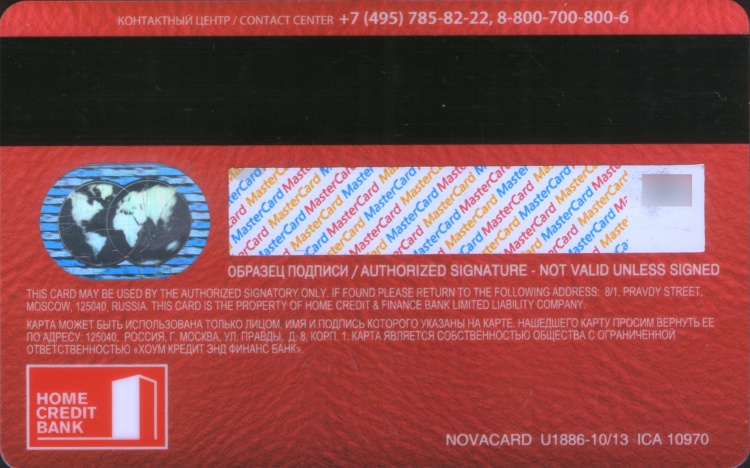 КОНТАКТНЫЙ ЦЕНТР / CONTACT CENTER +7 (495) 785-82-22, 8-800-700-800-6
MasterCard MasterCard MasterCard MasterCard MasterCard
ОБРАЗЕЦ ПОДПИСИ / AUTHORIZED SIGNATURE - NOT VALID UNLESS SIGNED
THIS CARD MAY BE USED BY THE AUTHORIZED SIGNATORY ONLY. IF FOUND PLEASE RETURN TO THE FOLLOWING ADDRESS: 8/1, PRAVDY STREET,
MOSCOW, 125040, RUSSIA. THIS CARD IS THE PROPERTY OF HOME CREDIT & FINANCE BANK LIMITED LIABILITY COMPANY.
КАРТА МОЖЕТ БЫТЬ ИСПОЛЬЗОВАНА ТОЛЬКО ЛИЦОМ, ИМЯ И ПОДПИСЬ КОТОРОГО УКАЗАНЫ НА КАРТЕ. НАШЕДШЕГО КАРТУ ПРОСИМ ВЕРНУТЬ ЕЕ
ПО АДРЕСУ: 125040, РОССИЯ, Г. МОСКВА, УЛ. ПРАВДЫ, Д. 8, КОРП. 1. КАРТА ЯВЛЯЕТСЯ СОБСТВЕННОСТЬЮ ОБЩЕСТВА С ОГРАНИЧЕННОЙ
ОТВЕТСТВЕННОСТЬЮ «ХОУМ КРЕДИТ ЭНД ФИНАНС БАНК».
HOME
CREDIT
BANK
NOVACARD U1886-10/13 ICA 10970